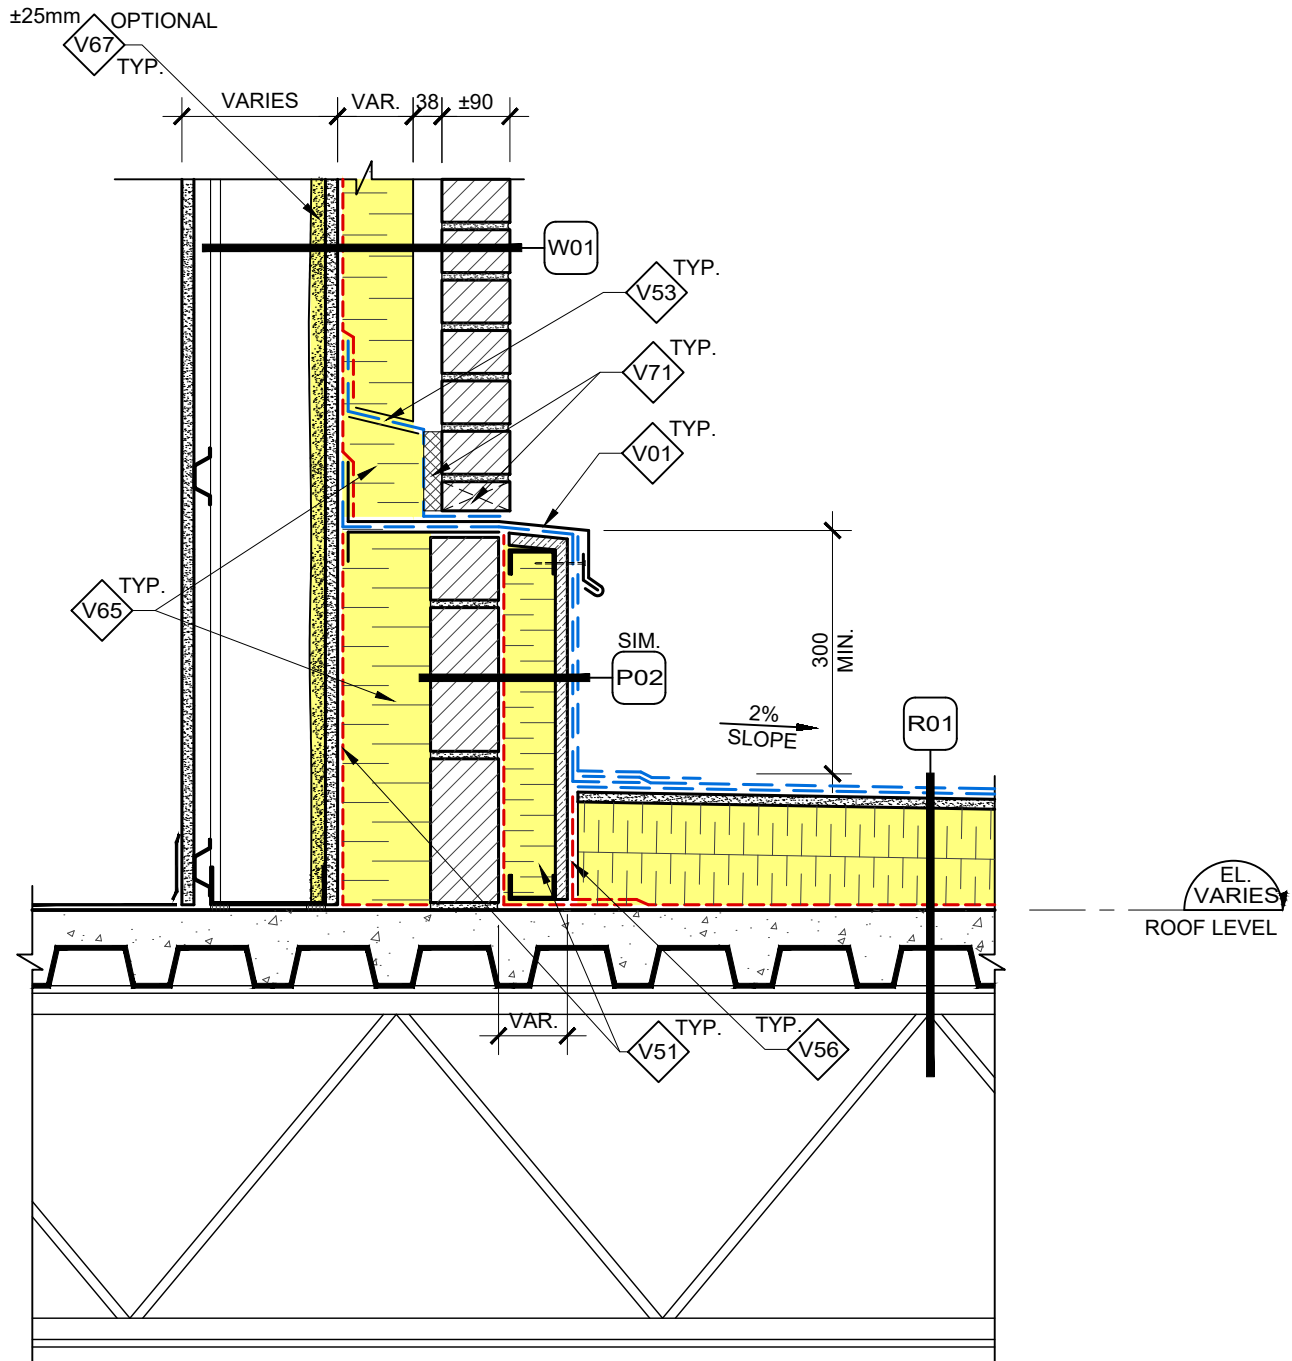 ±25mm OPTIONAL
V67
TYP.
VARIES
VAR.
38
±90
W01
TYP.
V53
TYP.
V71
TYP.
V01
TYP.
V65
SIM.
P02
300
MIN.
2%
SLOPE
R01
EL.
VARIES
ROOF LEVEL
VAR.
TYP.
V51
TYP.
V56